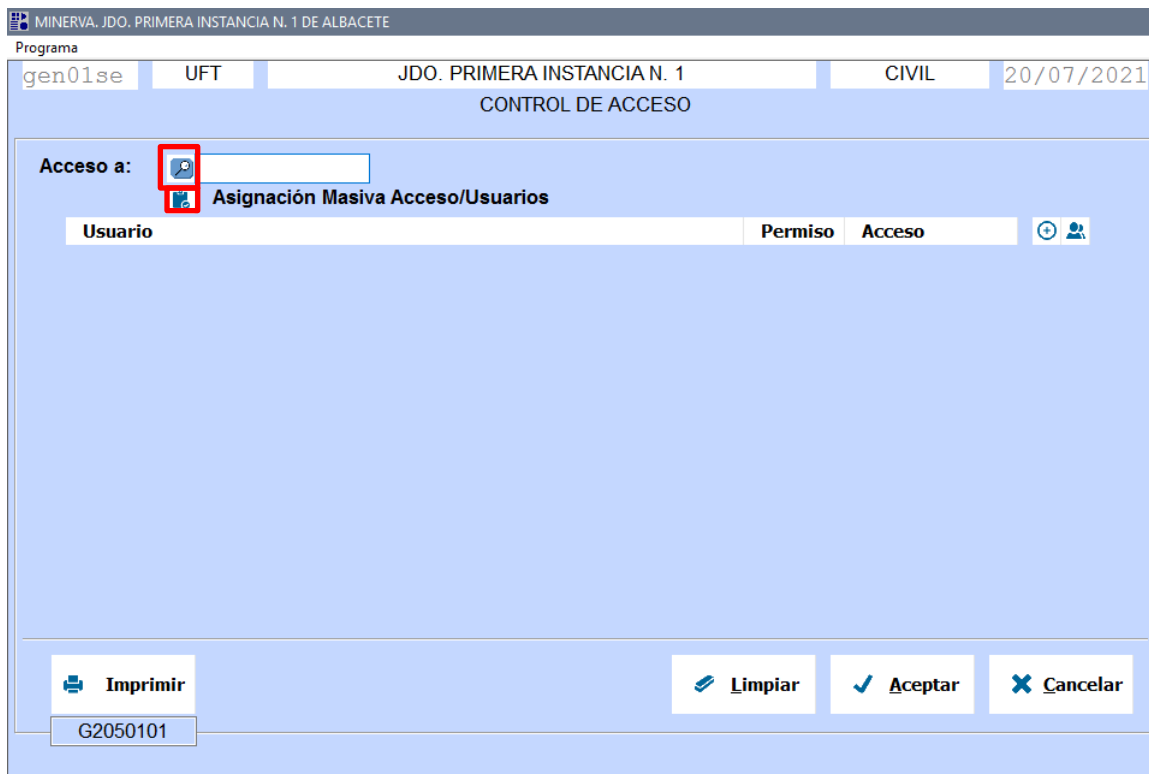 MINERVA. JDO. PRIMERA INSTANCIA N. 1 DE ALBACETE
Programa
gen01se UFT JDO. PRIMERA INSTANCIA N. 1 CIVIL 20/07/2021
CONTROL DE ACCESO
Acceso a:
Asignación Masiva Acceso/Usuarios
Usuario Permiso Acceso
Imprimir Limpiar Aceptar Cancelar
G2050101